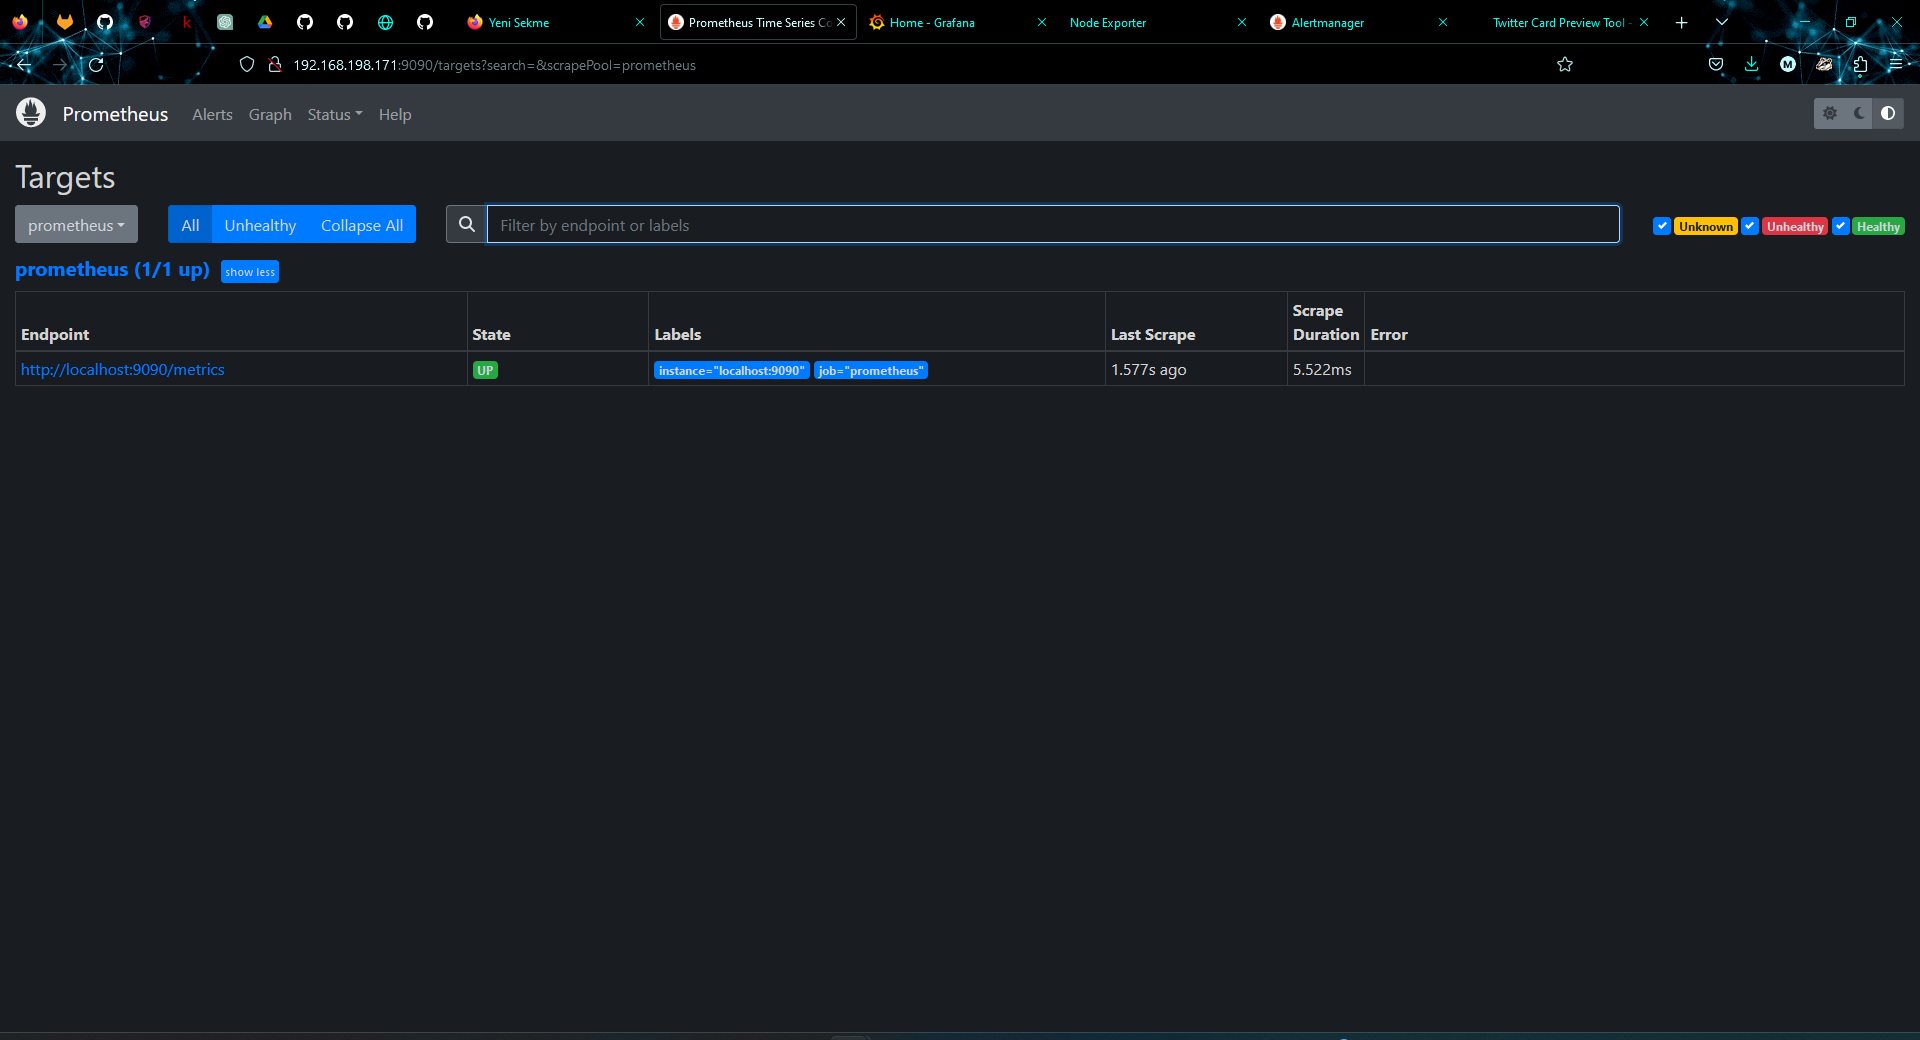 Yeni Sekme
Prometheus Time Series Co
Home - Grafana
Node Exporter
Alertmanager
Twitter Card Preview Tool -
192.168.198.171:9090/targets?search=&scrapePool=prometheus
Prometheus Alerts Graph Status Help
Targets
prometheus All Unhealthy Collapse All Filter by endpoint or labels Unknown Unhealthy Healthy
prometheus (1/1 up) show less
Endpoint State Labels Last Scrape Scrape Duration Error
http://localhost:9090/metrics UP instance="localhost:9090" job="prometheus" 1.577s ago 5.522ms